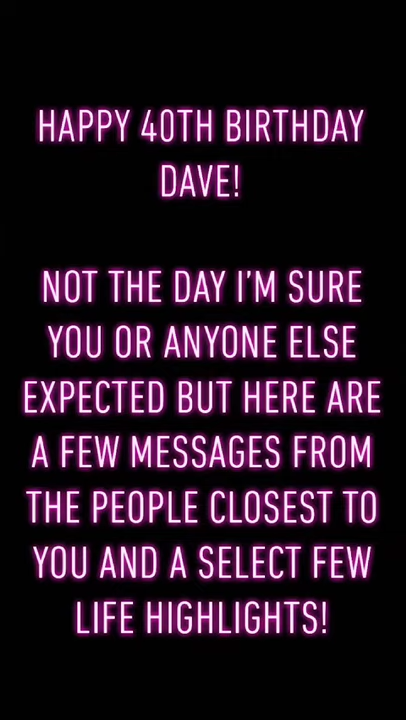 HAPPY 40TH BIRTHDAY
DAVE!
NOT THE DAY I'M SURE
YOU OR ANYONE ELSE
EXPECTED BUT HERE ARE
A FEW MESSAGES FROM
THE PEOPLE CLOSEST TO
YOU AND A SELECT FEW
LIFE HIGHLIGHTS!